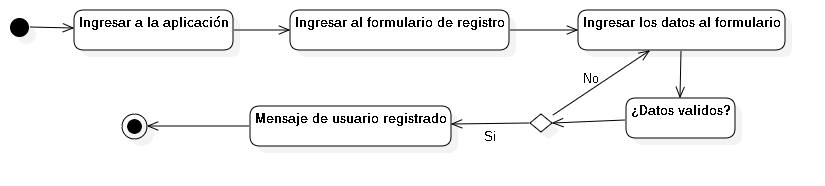 Ingresar a la aplicación
Ingresar al formulario de registro
Ingresar los datos al formulario
No
¿Datos validos?
Si
Mensaje de usuario registrado